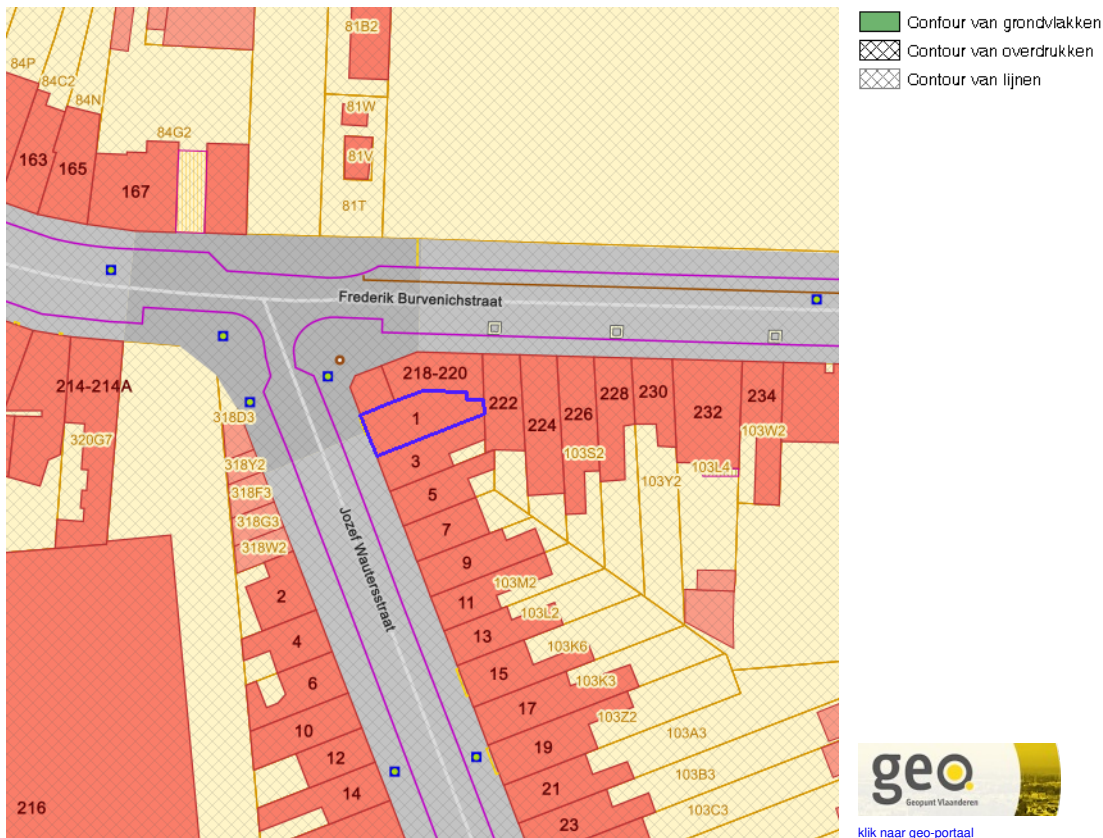 Contour van grondvlakken
Contour van overdrukken
Contour van lijnen
84P
84C2
84N
84G2
81B2
81W
81V
81T
163
165
167
Frederik Burvenichstraat
214-214A
320G7
318D3
318Y2
318F3
318G3
318W2
218-220
222
224
226
228
230
232
234
103S2
103Y2
103L4
103W2
1
3
5
7
9
11
13
15
17
19
21
23
103M2
103L2
103K6
103K3
103Z2
103A3
103B3
103C3
Jozef Wautersstraat
2
4
6
10
12
14
216
geo
Geopunt Vlaanderen
klik naar geo-portaal